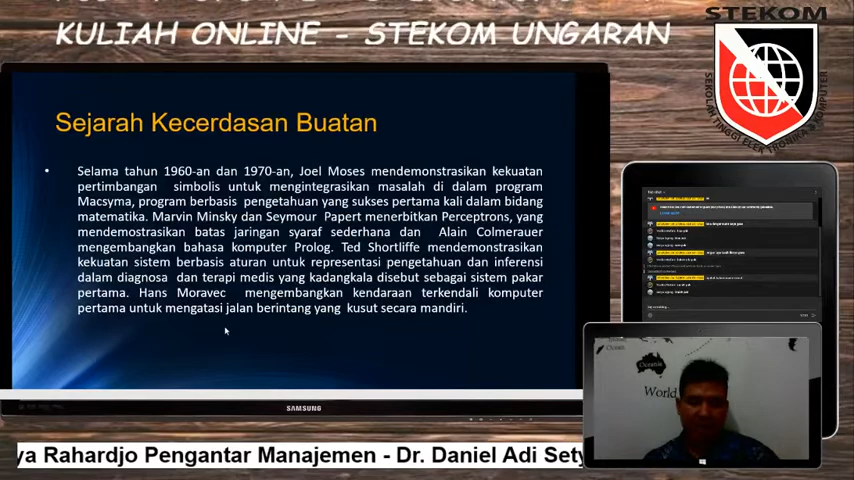 KULIAH ONLINE - STEKOM UNGARAN
STEKOM
SEKOLAH TINGGI ELEKTRONIKA & KOMPUTER
Sejarah Kecerdasan Buatan
• Selama tahun 1960-an dan 1970-an, Joel Moses mendemonstrasikan kekuatan
pertimbangan simbolis untuk mengintegrasikan masalah di dalam program
Macsyma, program berbasis pengetahuan yang sukses pertama kali dalam bidang
matematika. Marvin Minsky dan Seymour Papert menerbitkan Perceptrons, yang
mendemostrasikan batas jaringan syaraf sederhana dan Alain Colmerauer
mengembangkan bahasa komputer Prolog. Ted Shortliffe mendemonstrasikan
kekuatan sistem berbasis aturan untuk representasi pengetahuan dan inferensi
dalam diagnosa dan terapi medis yang kadangkala disebut sebagai sistem pakar
pertama. Hans Moravec mengembangkan kendaraan terkendali komputer
pertama untuk mengatasi jalan berintang yang kusut secara mandiri.
SAMSUNG
Oceania
World
ya Rahardjo Pengantar Manajemen - Dr. Daniel Adi Sety